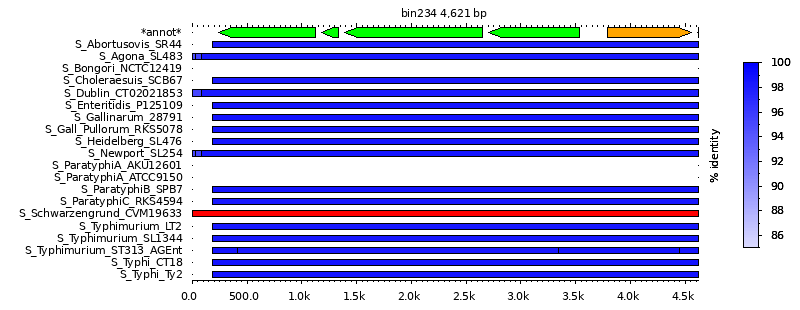 bin234 4,621 bp
*annot*
S_Abortusovis_SR44
S_Agona_SL483
S_Bongori_NCTC12419
S_Choleraesuis_SCB67
S_Dublin_CT02021853
S_Enteritidis_P125109
S_Gallinarum_28791
S_Gall_Pullorum_RKS5078
S_Heidelberg_SL476
S_Newport_SL254
S_ParatyphiA_AKU12601
S_ParatyphiA_ATCC9150
S_ParatyphiB_SPB7
S_ParatyphiC_RKS4594
S_Schwarzengrund_CVM19633
S_Typhimurium_LT2
S_Typhimurium_SL1344
S_Typhimurium_ST313_AGEnt
S_Typhi_CT18
S_Typhi_Ty2
0.0 500.0 1.0k 1.5k 2.0k 2.5k 3.0k 3.5k 4.0k 4.5k
% identity
100
98
96
94
92
90
88
86